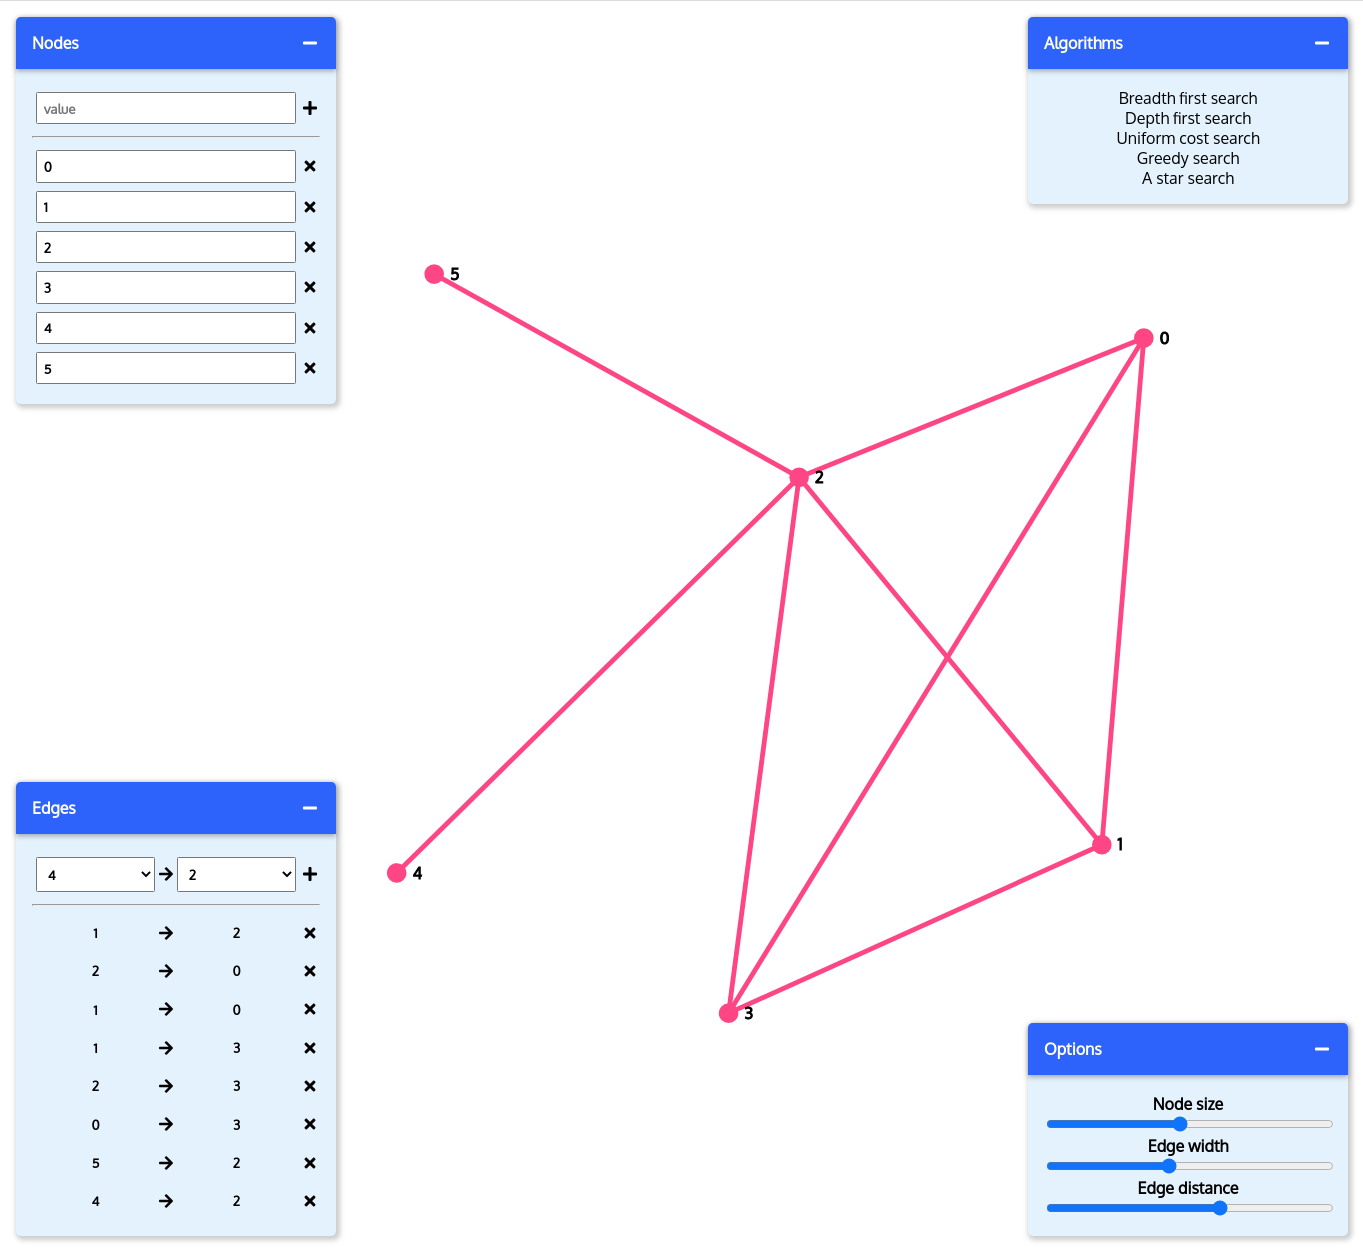 Nodes
value
0
1
2
3
4
5
Algorithms
Breadth first search
Depth first search
Uniform cost search
Greedy search
A star search
5
0
2
1
4
3
Edges
4 → 2
1 → 2
2 → 0
1 → 0
1 → 3
2 → 3
0 → 3
5 → 2
4 → 2
Options
Node size
Edge width
Edge distance